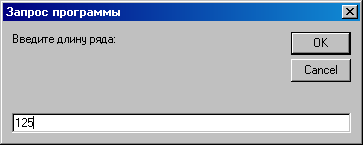 Запрос программы
Введите длину ряда:
OK
Cancel
125